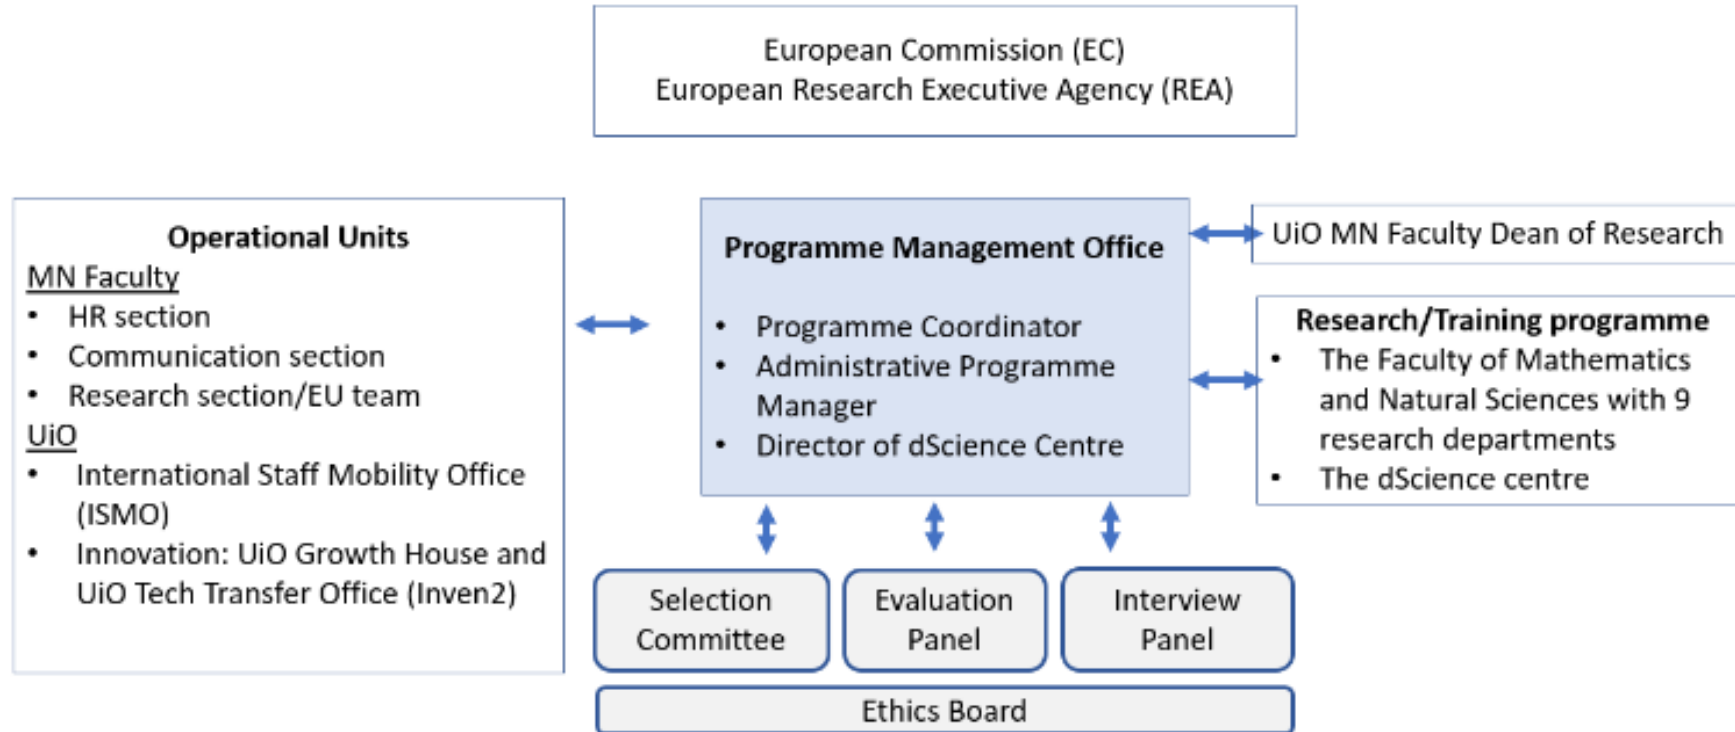 European Commission (EC)
European Research Executive Agency (REA)
Operational Units
MN Faculty
• HR section
• Communication section
• Research section/EU team
UiO
• International Staff Mobility Office
(ISMO)
• Innovation: UiO Growth House and
UiO Tech Transfer Office (Inven2)
Programme Management Office
• Programme Coordinator
• Administrative Programme
Manager
• Director of dScience Centre
UiO MN Faculty Dean of Research
Research/Training programme
• The Faculty of Mathematics
and Natural Sciences with 9
research departments
• The dScience centre
Selection
Committee
Evaluation
Panel
Interview
Panel
Ethics Board